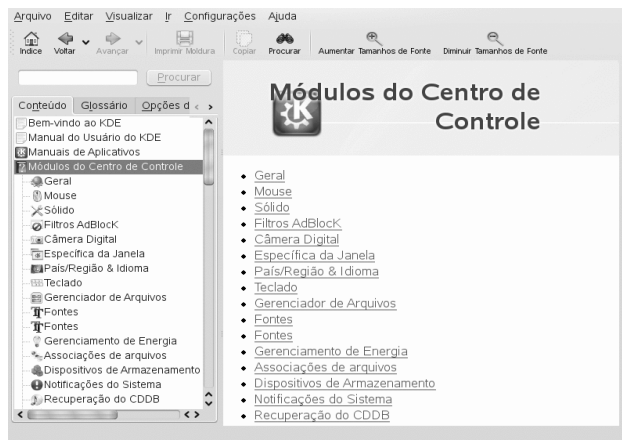 Arquivo Editar Visualizar Ir Configurações Ajuda
Índice Voltar Avançar Imprimir Moldura Copiar Procurar Aumentar Tamanhos de Fonte Diminuir Tamanhos de Fonte
Procurar
Conteúdo Glossário Opções d
Bem-vindo ao KDE
Manual do Usuário do KDE
Manuais de Aplicativos
Módulos do Centro de Controle
Geral
Mouse
Sólido
Filtros AdBlocK
Câmera Digital
Específica da Janela
País/Região & Idioma
Teclado
Gerenciador de Arquivos
Fontes
Fontes
Gerenciamento de Energia
Associações de arquivos
Dispositivos de Armazenamento
Notificações do Sistema
Recuperação do CDDB
Módulos do Centro de
Controle
Geral
Mouse
Sólido
Filtros AdBlocK
Câmera Digital
Específica da Janela
País/Região & Idioma
Teclado
Gerenciador de Arquivos
Fontes
Fontes
Gerenciamento de Energia
Associações de arquivos
Dispositivos de Armazenamento
Notificações do Sistema
Recuperação do CDDB